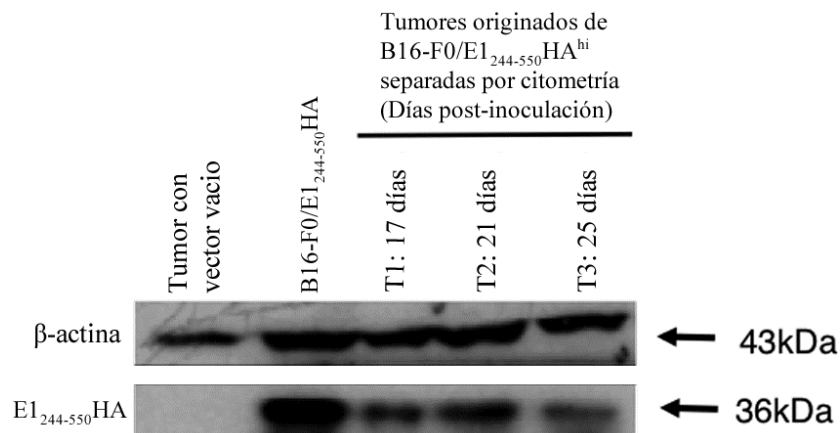 Tumores originados de
B16-F0/E1₂₄₄₋₅₅₀HAʰⁱ
separadas por citometría
(Días post-inoculación)
Tumor con
vector vacio
B16-F0/E1₂₄₄₋₅₅₀HA
T1: 17 días
T2: 21 días
T3: 25 días
β-actina
43kDa
E1₂₄₄₋₅₅₀HA
36kDa